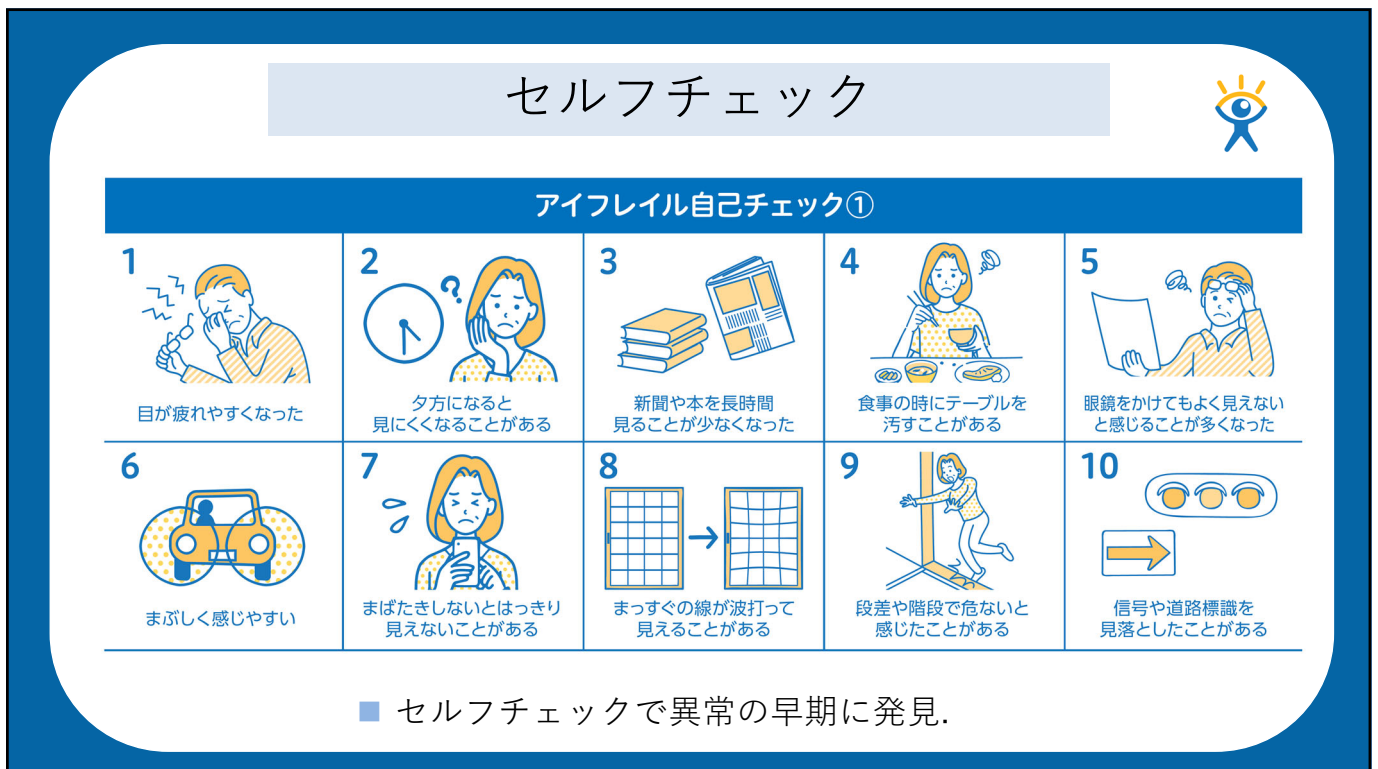 セルフチェック
アイフレイル自己チェック①
1
目が疲れやすくなった
2
夕方になると
見にくくなることがある
3
新聞や本を長時間
見ることが少なくなった
4
食事の時にテーブルを
汚すことがある
5
眼鏡をかけてもよく見えない
と感じることが多くなった
6
まぶしく感じやすい
7
まばたきしないとはっきり
見えないことがある
8
まっすぐの線が波打って
見えることがある
9
段差や階段で危ないと
感じたことがある
10
信号や道路標識を
見落としたことがある
■ セルフチェックで異常の早期に発見.